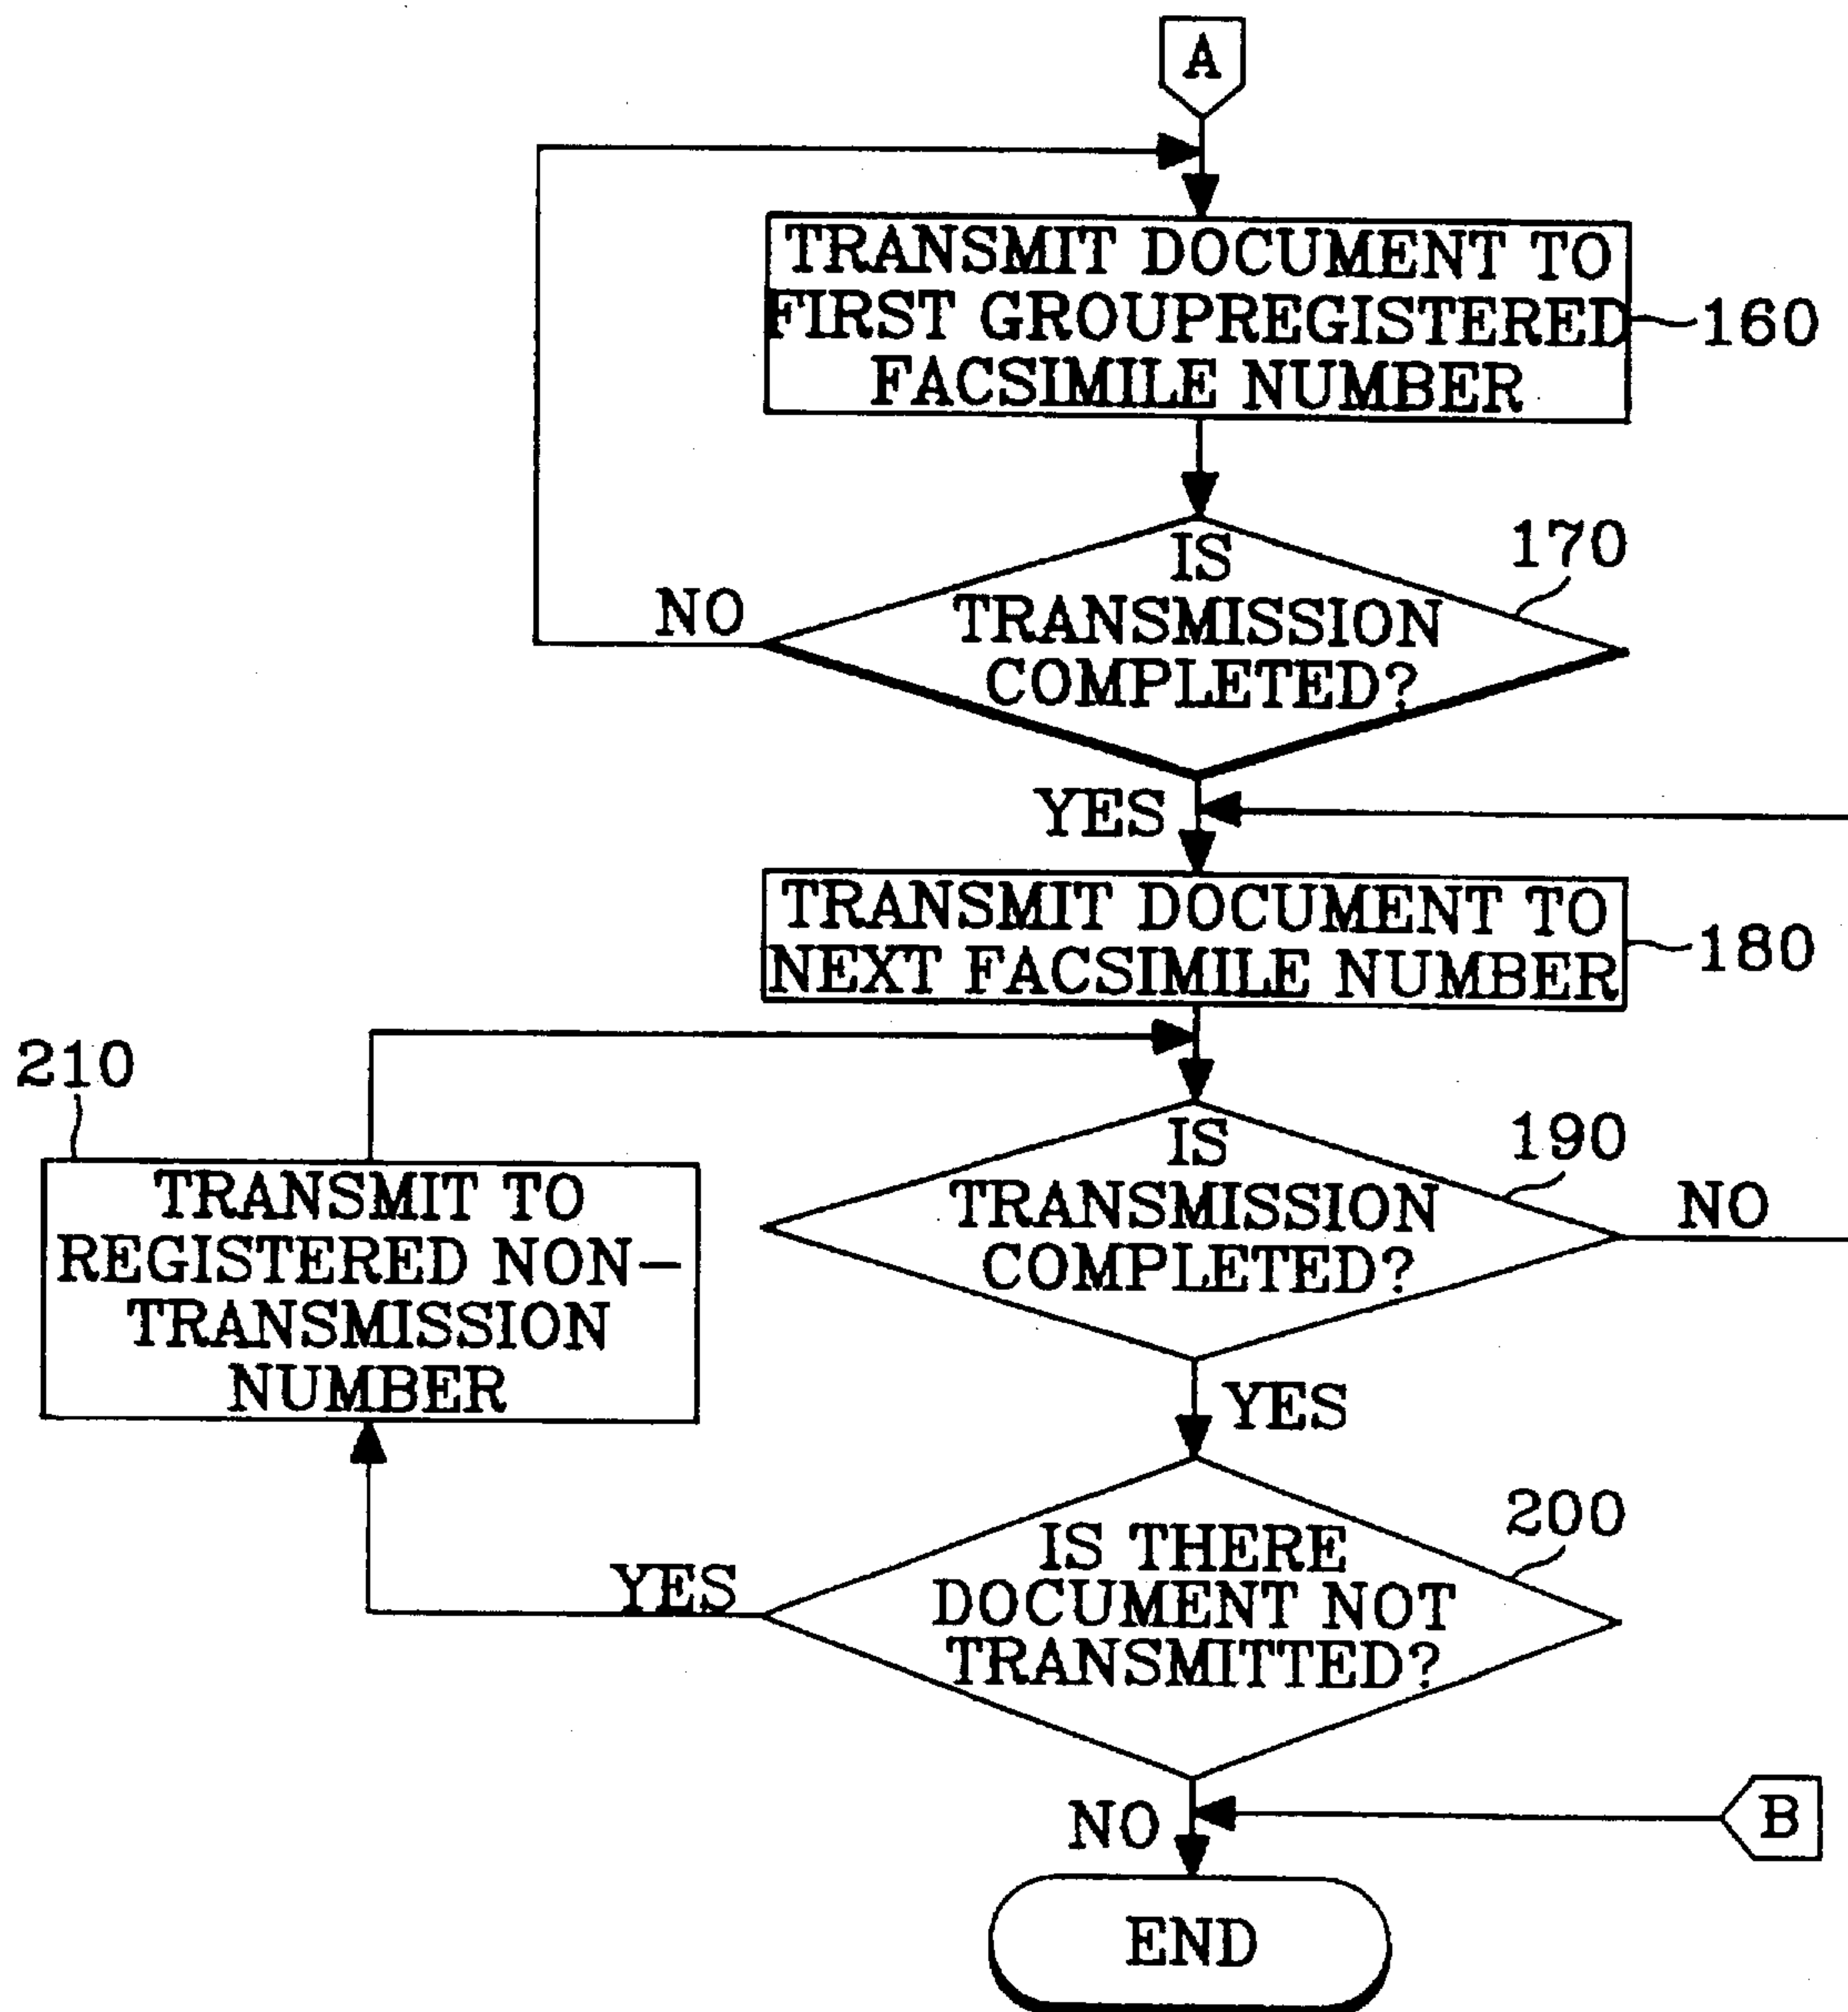 A
TRANSMIT DOCUMENT TO
FIRST GROUPREGISTERED
FACSIMILE NUMBER
160
IS
TRANSMISSION
COMPLETED?
170
NO
YES
TRANSMIT DOCUMENT TO
NEXT FACSIMILE NUMBER
180
210
TRANSMIT TO
REGISTERED NON-
TRANSMISSION
NUMBER
IS
TRANSMISSION
COMPLETED?
190
NO
YES
IS THERE
DOCUMENT NOT
TRANSMITTED?
200
YES
NO
B
END